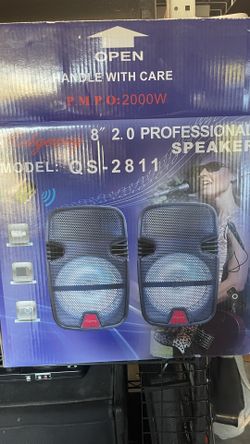 OPEN
HANDLE WITH CARE
P.M.P.O: 2000W
8" 2.0 PROFESSIONAL
SPEAKER
MODEL: QS-2811